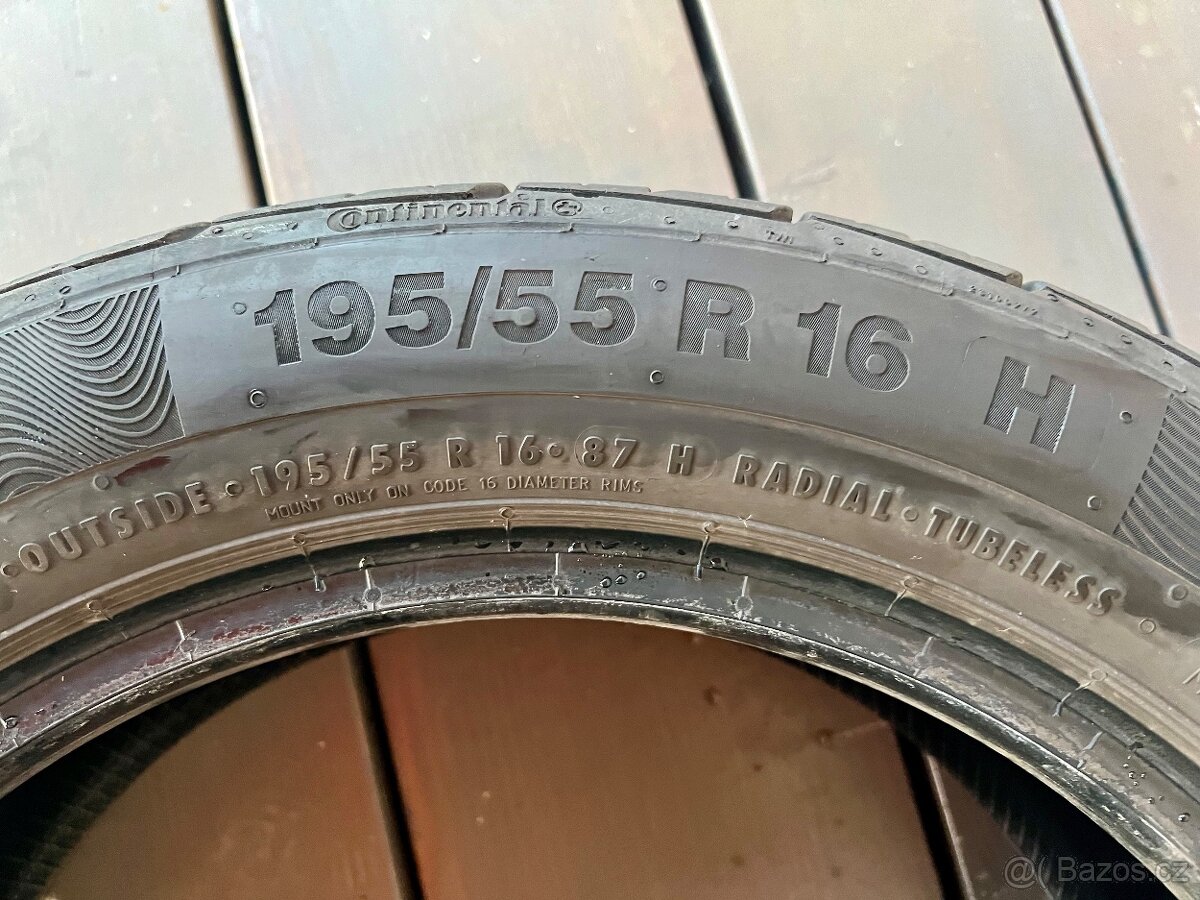 Continental
TM
195/55 R 16 H
OUTSIDE • 195/55 R 16 • 87 H RADIAL • TUBELESS
MOUNT ONLY ON CODE 16 DIAMETER RIMS
@ Bazos.cz